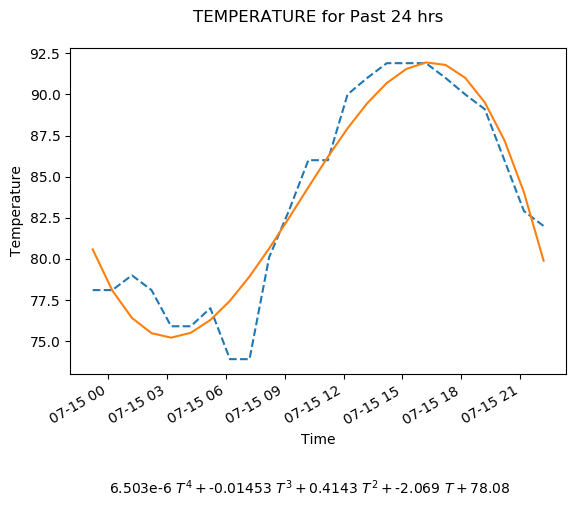 TEMPERATURE for Past 24 hrs
92.5
90.0
87.5
85.0
82.5
80.0
77.5
75.0
Temperature
07-15 00 07-15 03 07-15 06 07-15 09 07-15 12 07-15 15 07-15 18 07-15 21
Time
6.503e-6 T⁴ + -0.01453 T³ + 0.4143 T² + -2.069 T + 78.08